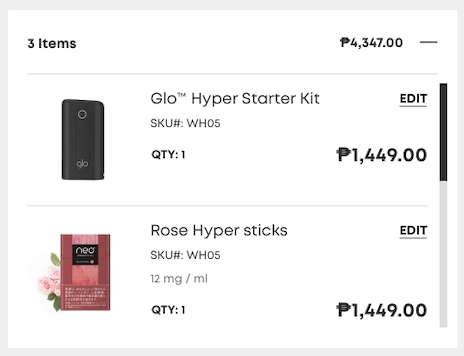 3 Items
₱4,347.00
Glo™ Hyper Starter Kit
EDIT
SKU#: WH05
QTY: 1
₱1,449.00
glo
Rose Hyper sticks
EDIT
SKU#: WH05
neo
12 mg / ml
QTY: 1
₱1,449.00